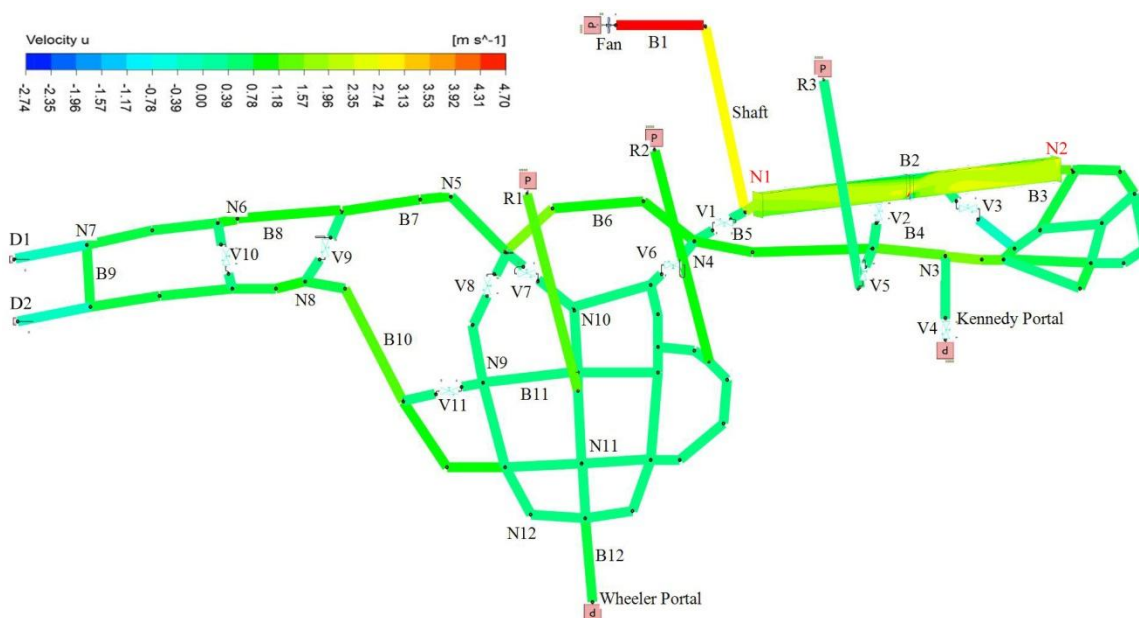 Velocity u [m s^-1]
-2.74 -2.35 -1.96 -1.57 -1.17 -0.78 -0.39 0.00 0.39 0.78 1.18 1.57 1.96 2.35 2.74 3.13 3.53 3.92 4.31 4.70
P Fan B1
Shaft
P R3
P R2
P R1
N1 B2 N2
B3
V3 V2
V1 B5 B4
N4 N3
V5 V4
Kennedy Portal
P
B6
N5 B7
N6 B8
N7 D1
D2 B9
V10 V9
N8 B10
V8 V7 V6
N10
N9 B11
V11
N11
N12
B12
Wheeler Portal
P